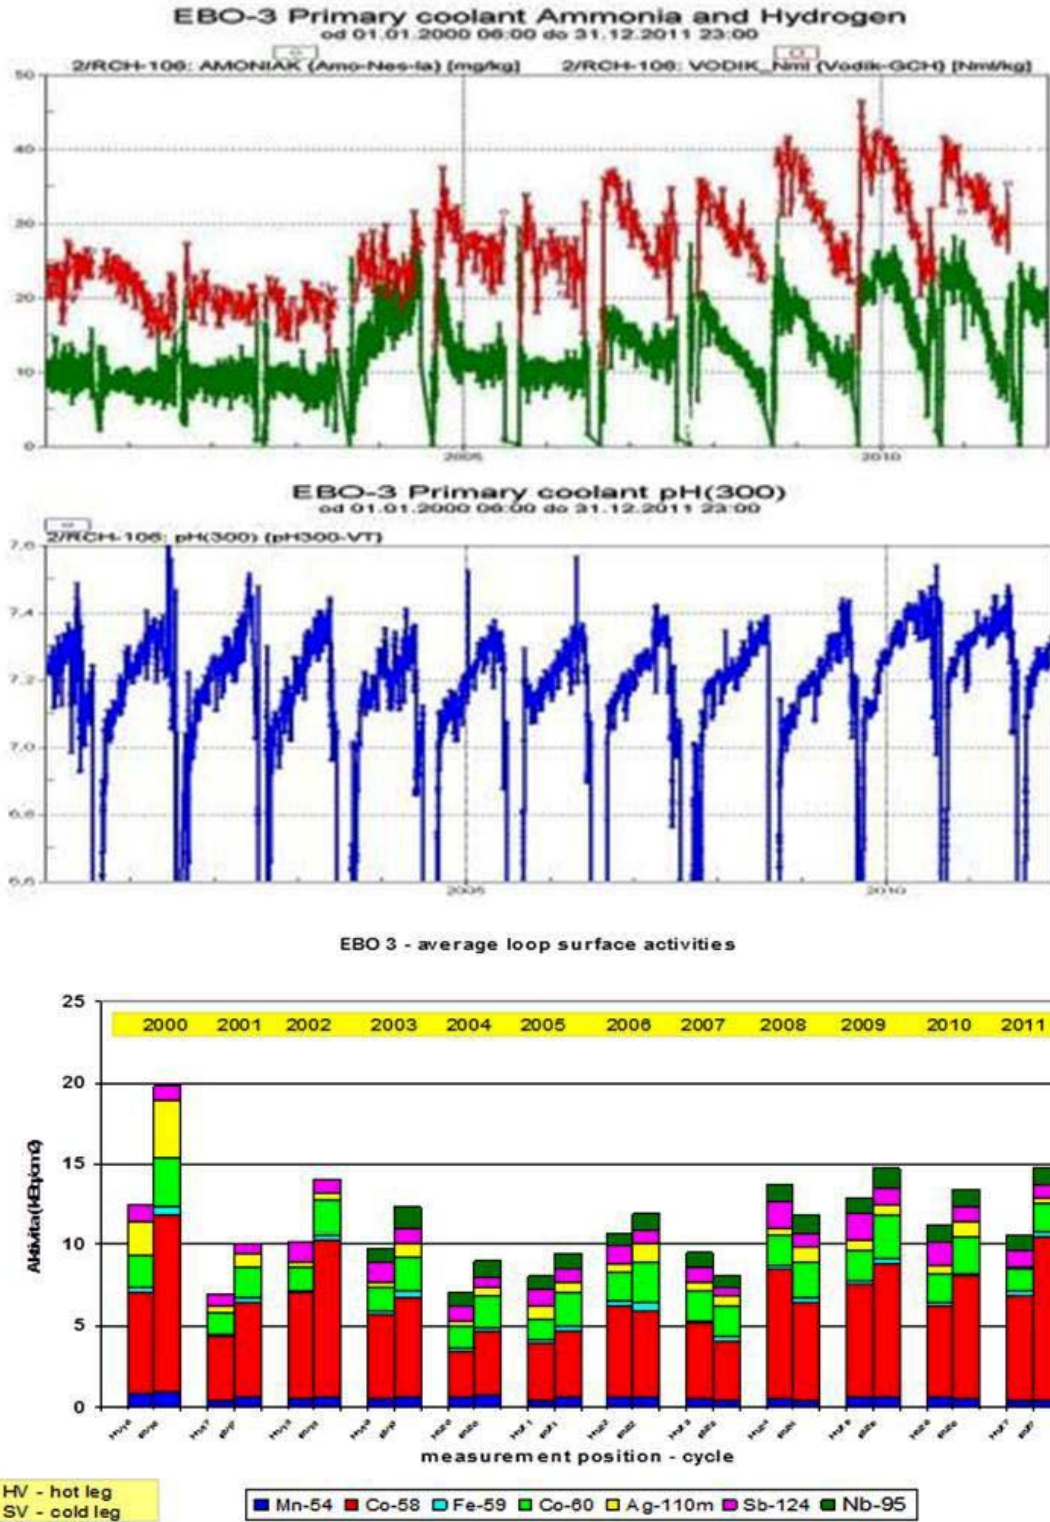 EBO-3 Primary coolant Ammonia and Hydrogen
od 01.01.2000 06:00 do 31.12.2011 23:00
2/RCH-106: AMONIAK (Amo-Nes-la) [mg/kg] 2/RCH-106: VODIK_Nml (Vodik-GCH) [Nml/kg]
50
40
30
20
10
0
2005 2010
EBO-3 Primary coolant pH(300)
od 01.01.2000 06:00 do 31.12.2011 23:00
2/RCH-106: pH(300) (pH300-VT)
7.6
7.4
7.2
7.0
6.8
6.6
2005 2010
EBO 3 - average loop surface activities
25
2000 2001 2002 2003 2004 2005 2006 2007 2008 2009 2010 2011
20
15
10
5
0
Aktivita (kBq/cm2)
measurement position - cycle
HV - hot leg
SV - cold leg
Mn-54 Co-58 Fe-59 Co-60 Ag-110m Sb-124 Nb-95